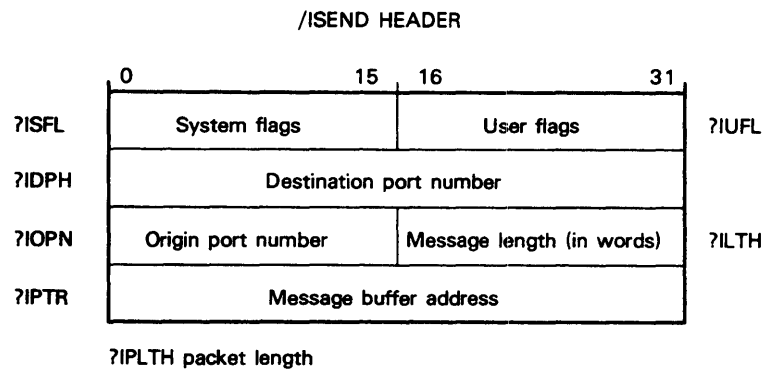 /ISEND HEADER
0 15 16 31
?ISFL System flags User flags ?IUFL
?IDPH Destination port number
?IOPN Origin port number Message length (in words) ?ILTH
?IPTR Message buffer address
?IPLTH packet length